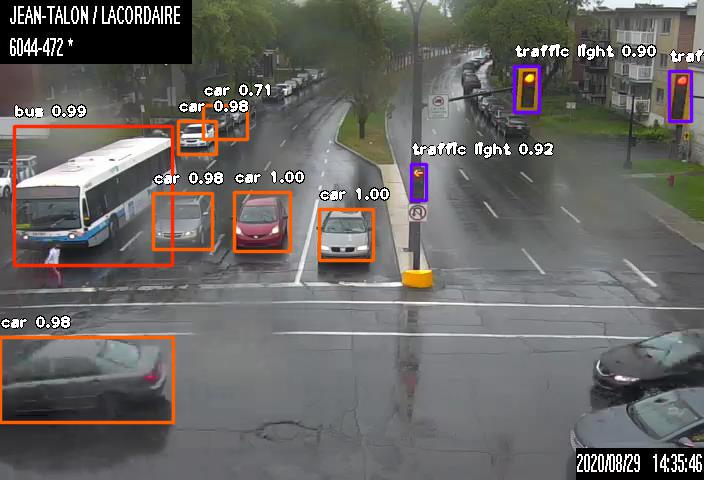 JEAN-TALON / LACORDAIRE
6044-472 *
traffic light 0.90
traf
car 0.71
car 0.98
bus 0.99
traffic light 0.92
car 0.98
car 1.00
car 1.00
car 0.98
2020/08/29 14:35:46